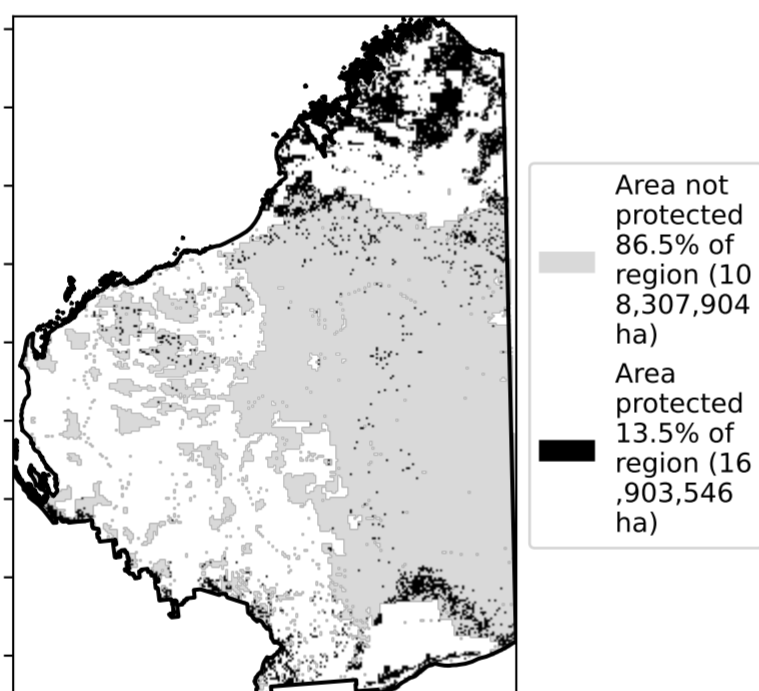 Area not
protected
86.5% of
region (10
8,307,904
ha)
Area
protected
13.5% of
region (16
,903,546
ha)